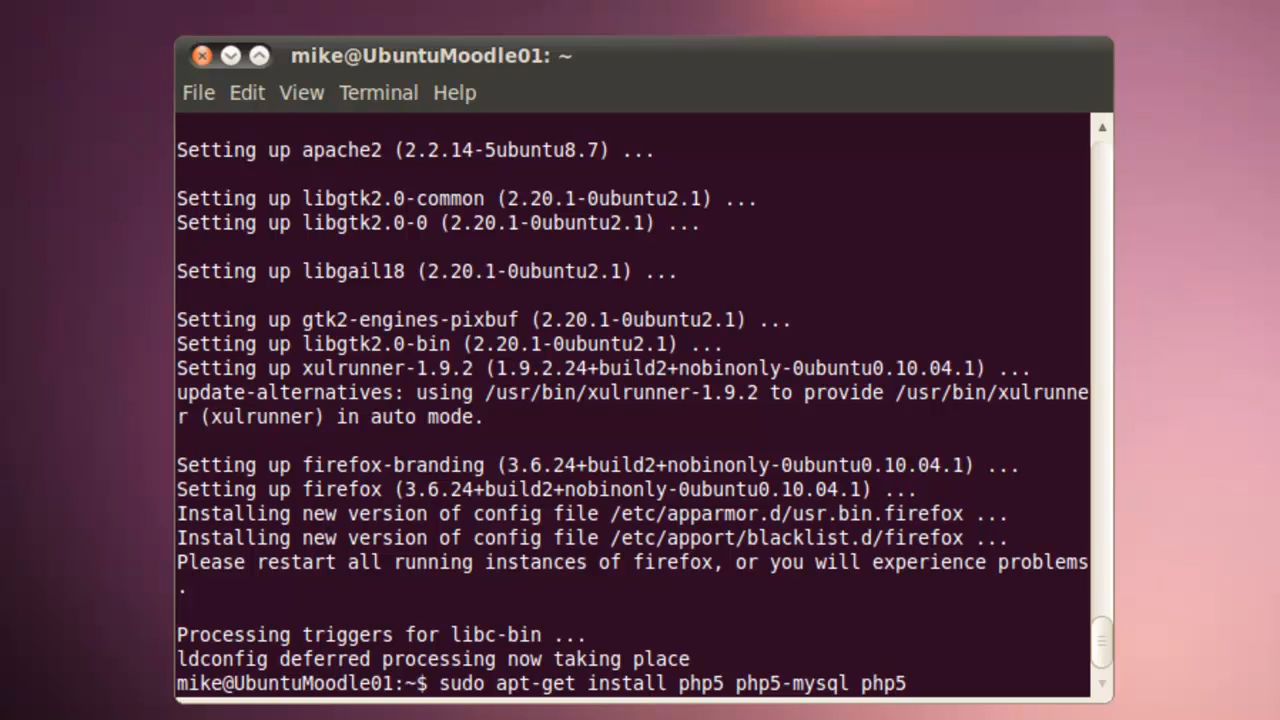 mike@UbuntuMoodle01: ~
File Edit View Terminal Help
Setting up apache2 (2.2.14-5ubuntu8.7) ...
Setting up libgtk2.0-common (2.20.1-0ubuntu2.1) ...
Setting up libgtk2.0-0 (2.20.1-0ubuntu2.1) ...
Setting up libgail18 (2.20.1-0ubuntu2.1) ...
Setting up gtk2-engines-pixbuf (2.20.1-0ubuntu2.1) ...
Setting up libgtk2.0-bin (2.20.1-0ubuntu2.1) ...
Setting up xulrunner-1.9.2 (1.9.2.24+build2+nobinonly-0ubuntu0.10.04.1) ...
update-alternatives: using /usr/bin/xulrunner-1.9.2 to provide /usr/bin/xulrunne
r (xulrunner) in auto mode.
Setting up firefox-branding (3.6.24+build2+nobinonly-0ubuntu0.10.04.1) ...
Setting up firefox (3.6.24+build2+nobinonly-0ubuntu0.10.04.1) ...
Installing new version of config file /etc/apparmor.d/usr.bin.firefox ...
Installing new version of config file /etc/apport/blacklist.d/firefox ...
Please restart all running instances of firefox, or you will experience problems
.
Processing triggers for libc-bin ...
ldconfig deferred processing now taking place
mike@UbuntuMoodle01:~$ sudo apt-get install php5 php5-mysql php5